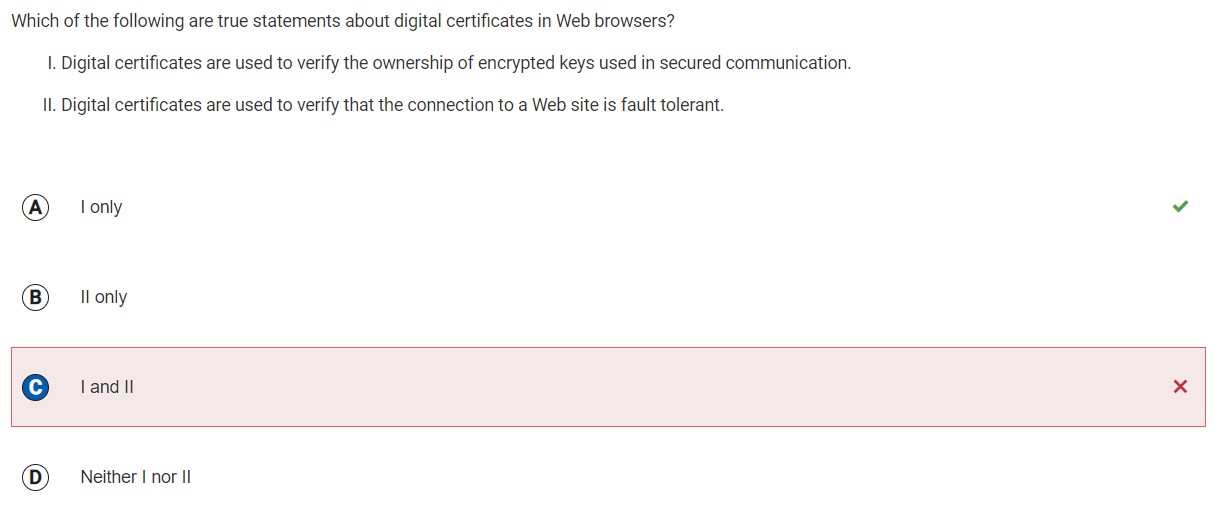 Which of the following are true statements about digital certificates in Web browsers?
I. Digital certificates are used to verify the ownership of encrypted keys used in secured communication.
II. Digital certificates are used to verify that the connection to a Web site is fault tolerant.
A I only
B II only
C I and II
D Neither I nor II